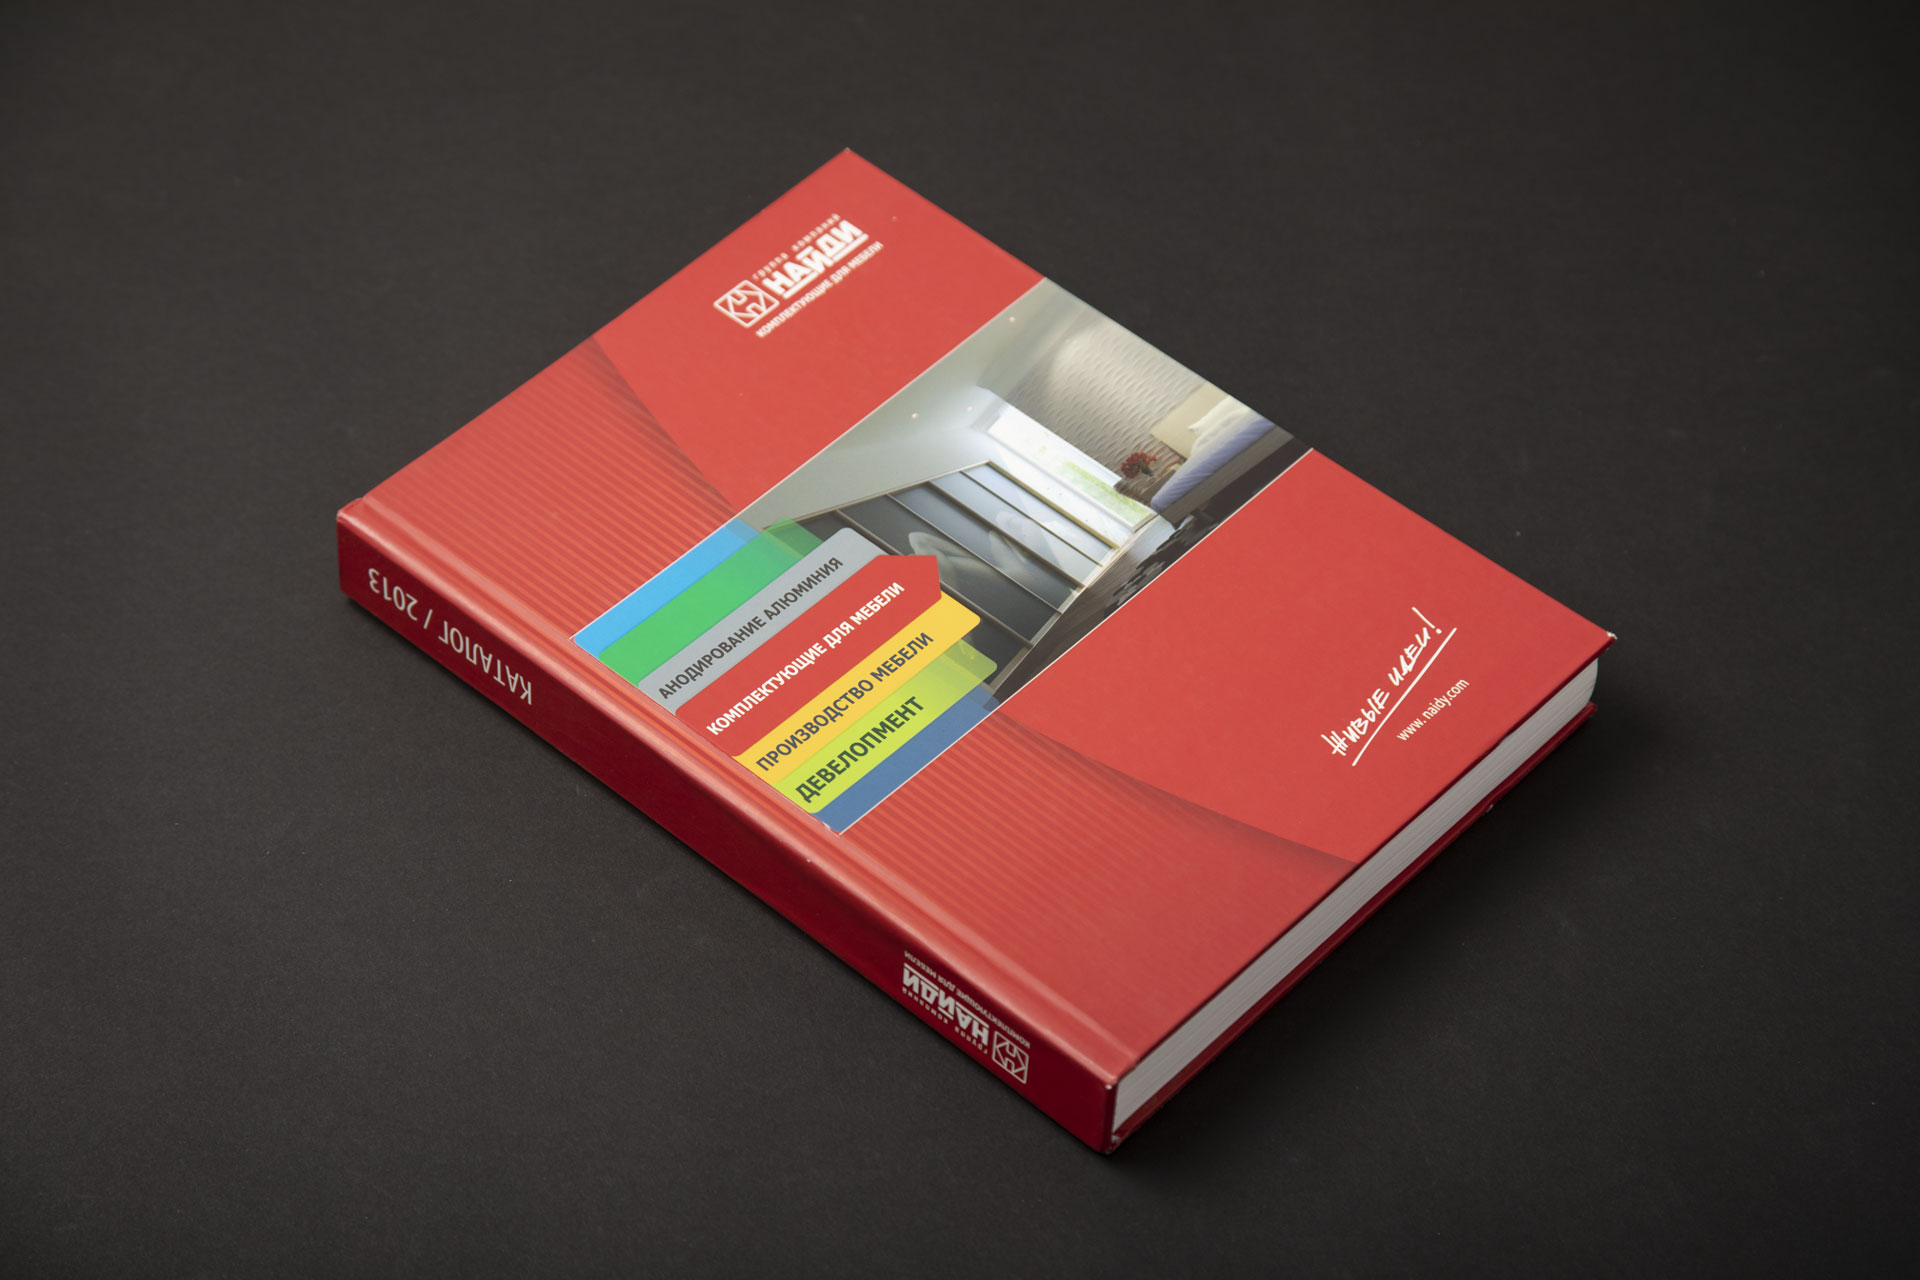 группа компаний
НАЙДИ
КОМПЛЕКТУЮЩИЕ ДЛЯ МЕБЕЛИ
АНОДИРОВАНИЕ АЛЮМИНИЯ
КОМПЛЕКТУЮЩИЕ ДЛЯ МЕБЕЛИ
ПРОИЗВОДСТВО МЕБЕЛИ
ДЕВЕЛОПМЕНТ
Живые идеи!
www.naidy.com
КАТАЛОГ / 2013
группа компаний
НАЙДИ
КОМПЛЕКТУЮЩИЕ ДЛЯ МЕБЕЛИ